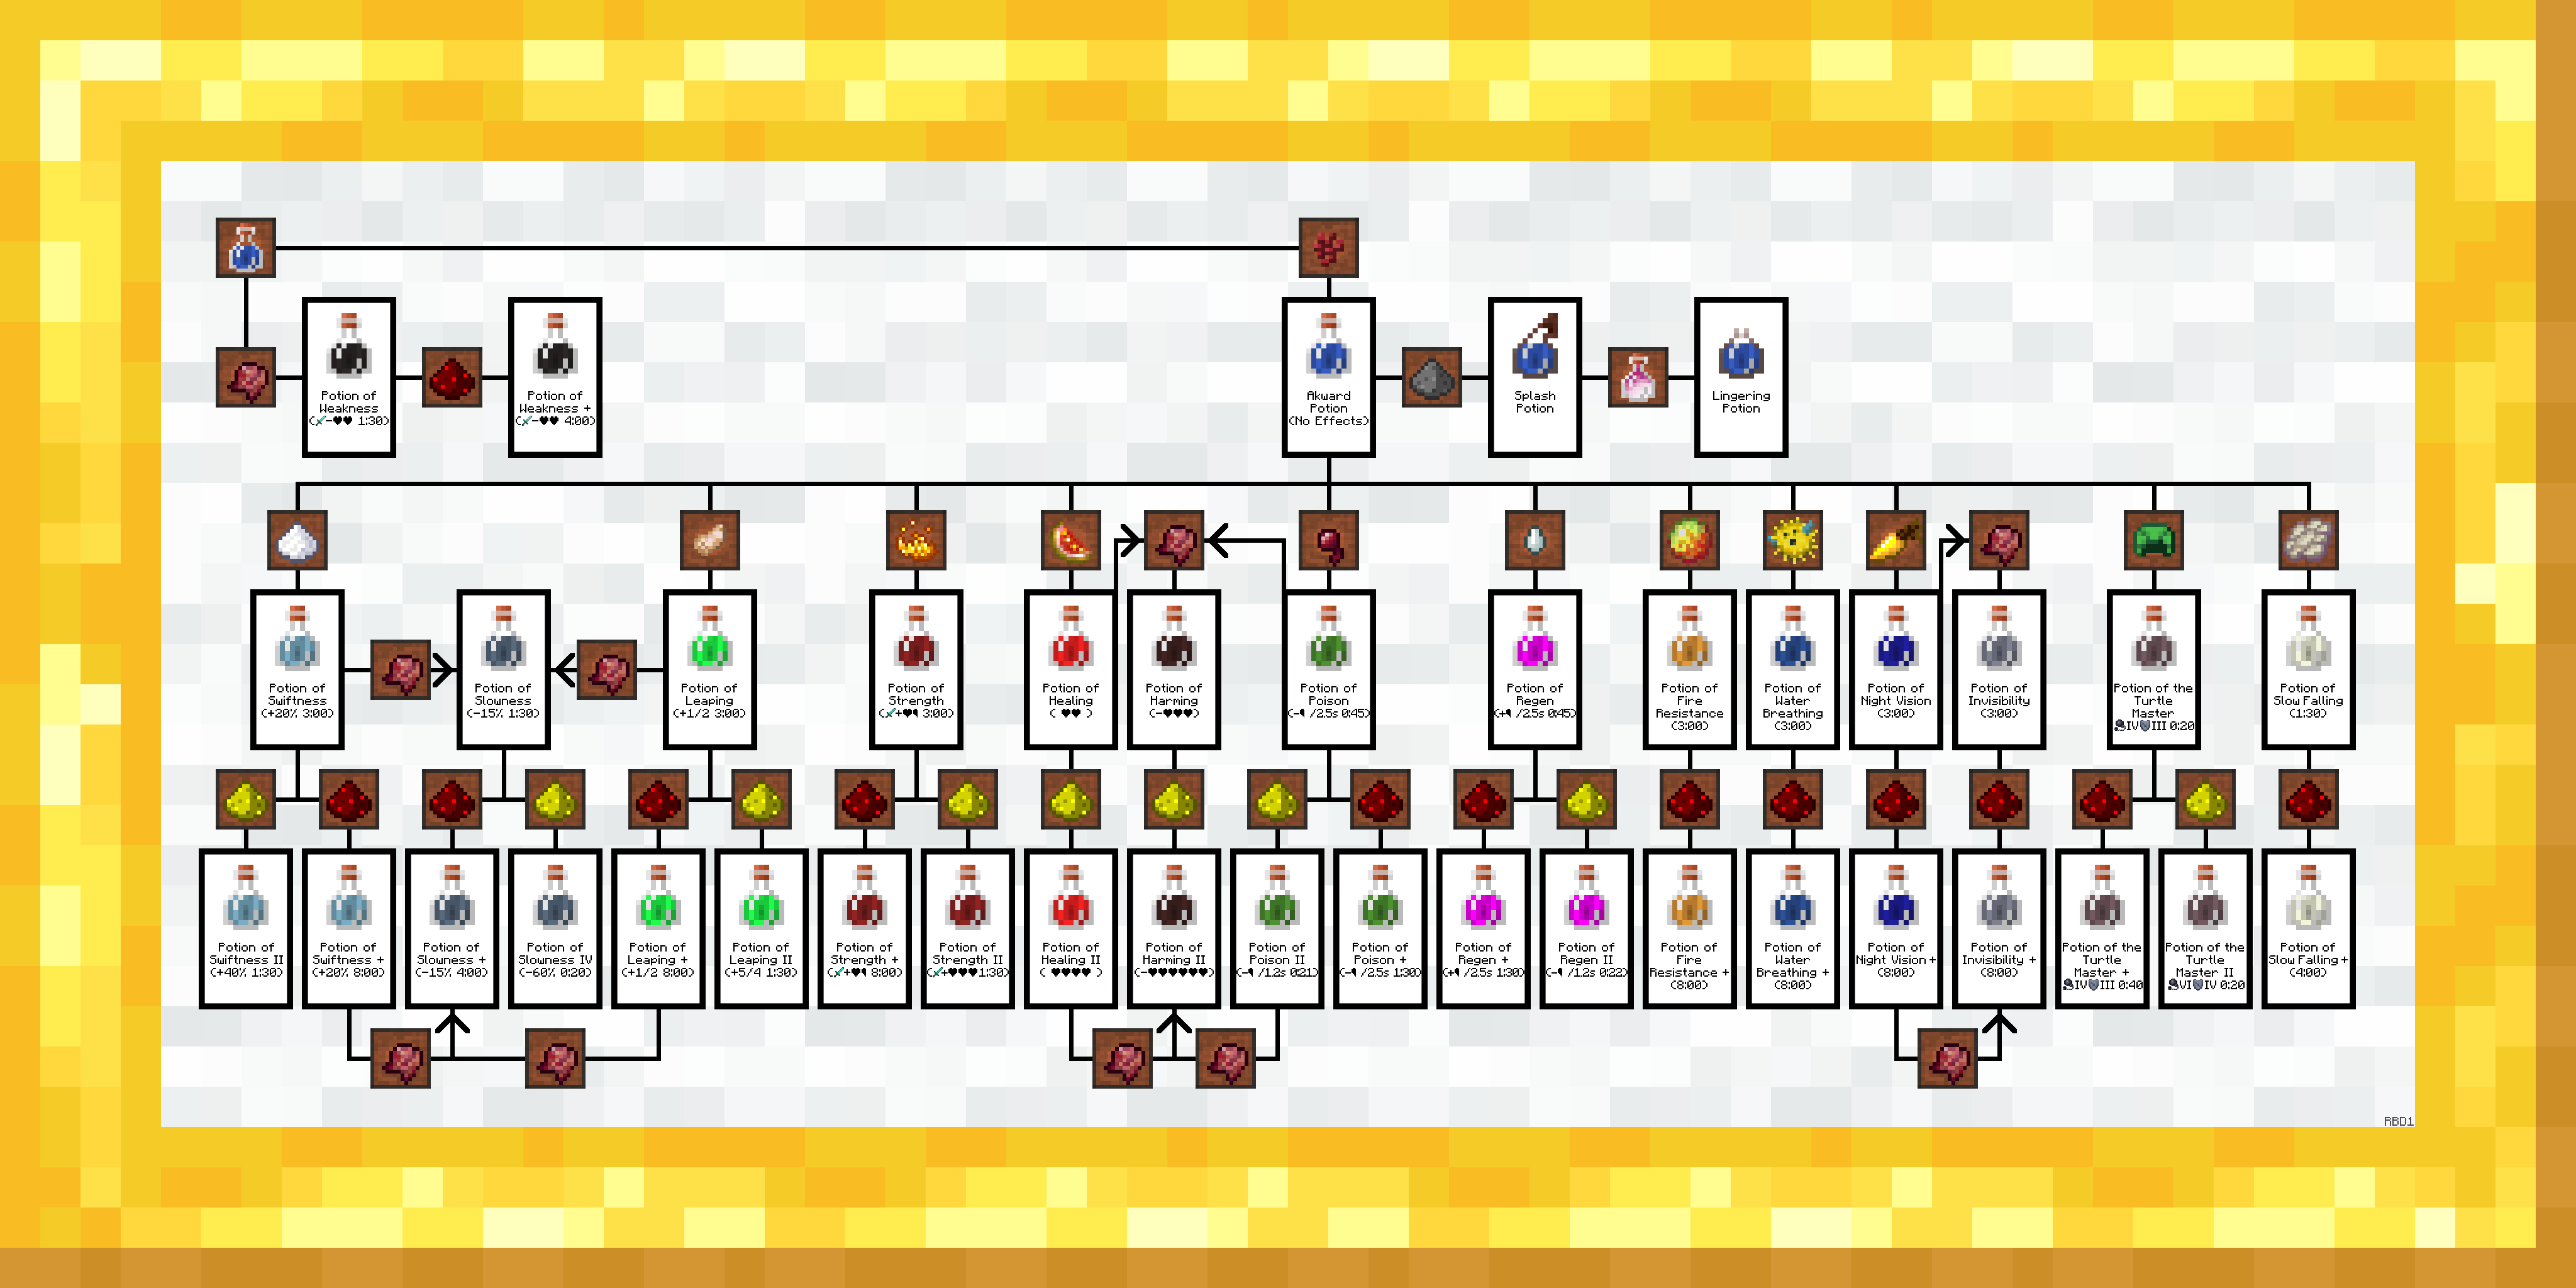 Potion of
Weakness
(-♥♥ 1:30)
Potion of
Weakness +
(-♥♥ 4:00)
Akward
Potion
(No Effects)
Splash
Potion
Lingering
Potion
Potion of
Swiftness
(+20% 3:00)
Potion of
Slowness
(-15% 1:30)
Potion of
Leaping
(+1/2 3:00)
Potion of
Strength
(+♥ 3:00)
Potion of
Healing
( ♥♥ )
Potion of
Harming
(-♥♥♥)
Potion of
Poison
(- /2.5s 0:45)
Potion of
Regen
(+ /2.5s 0:45)
Potion of
Fire
Resistance
(3:00)
Potion of
Water
Breathing
(3:00)
Potion of
Night Vision
(3:00)
Potion of
Invisibility
(3:00)
Potion of the
Turtle
Master
IV III 0:20
Potion of
Slow Falling
(1:30)
Potion of
Swiftness II
(+40% 1:30)
Potion of
Swiftness +
(+20% 8:00)
Potion of
Slowness +
(-15% 4:00)
Potion of
Slowness IV
(-60% 0:20)
Potion of
Leaping +
(+1/2 8:00)
Potion of
Leaping II
(+5/4 1:30)
Potion of
Strength +
(+♥ 8:00)
Potion of
Strength II
(+♥♥♥1:30)
Potion of
Healing II
( ♥♥♥♥ )
Potion of
Harming II
(-♥♥♥♥♥♥)
Potion of
Poison II
(- /1.2s 0:21)
Potion of
Poison +
(- /2.5s 1:30)
Potion of
Regen +
(+ /2.5s 1:30)
Potion of
Regen II
(- /1.2s 0:22)
Potion of
Fire
Resistance +
(8:00)
Potion of
Water
Breathing +
(8:00)
Potion of
Night Vision +
(8:00)
Potion of
Invisibility +
(8:00)
Potion of the
Turtle
Master +
IV III 0:40
Potion of the
Turtle
Master II
VI IV 0:20
Potion of
Slow Falling +
(4:00)
RBD1